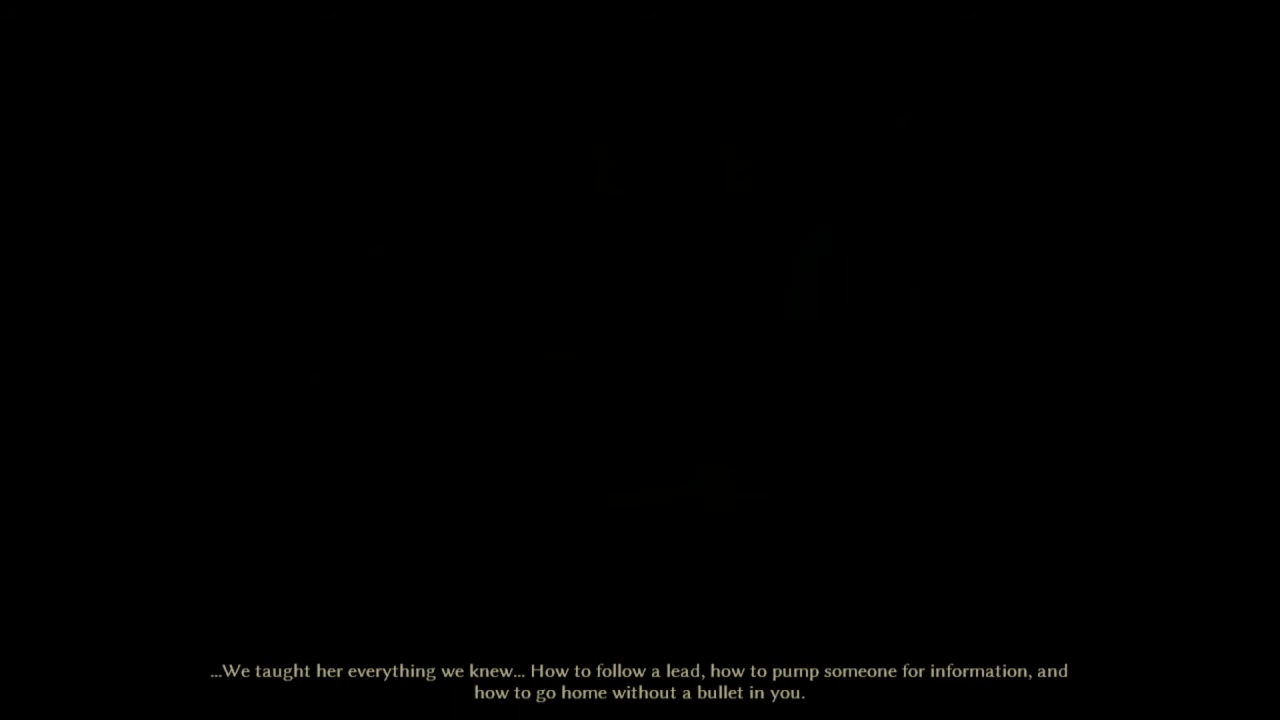 ...We taught her everything we knew... How to follow a lead, how to pump someone for information, and
how to go home without a bullet in you.